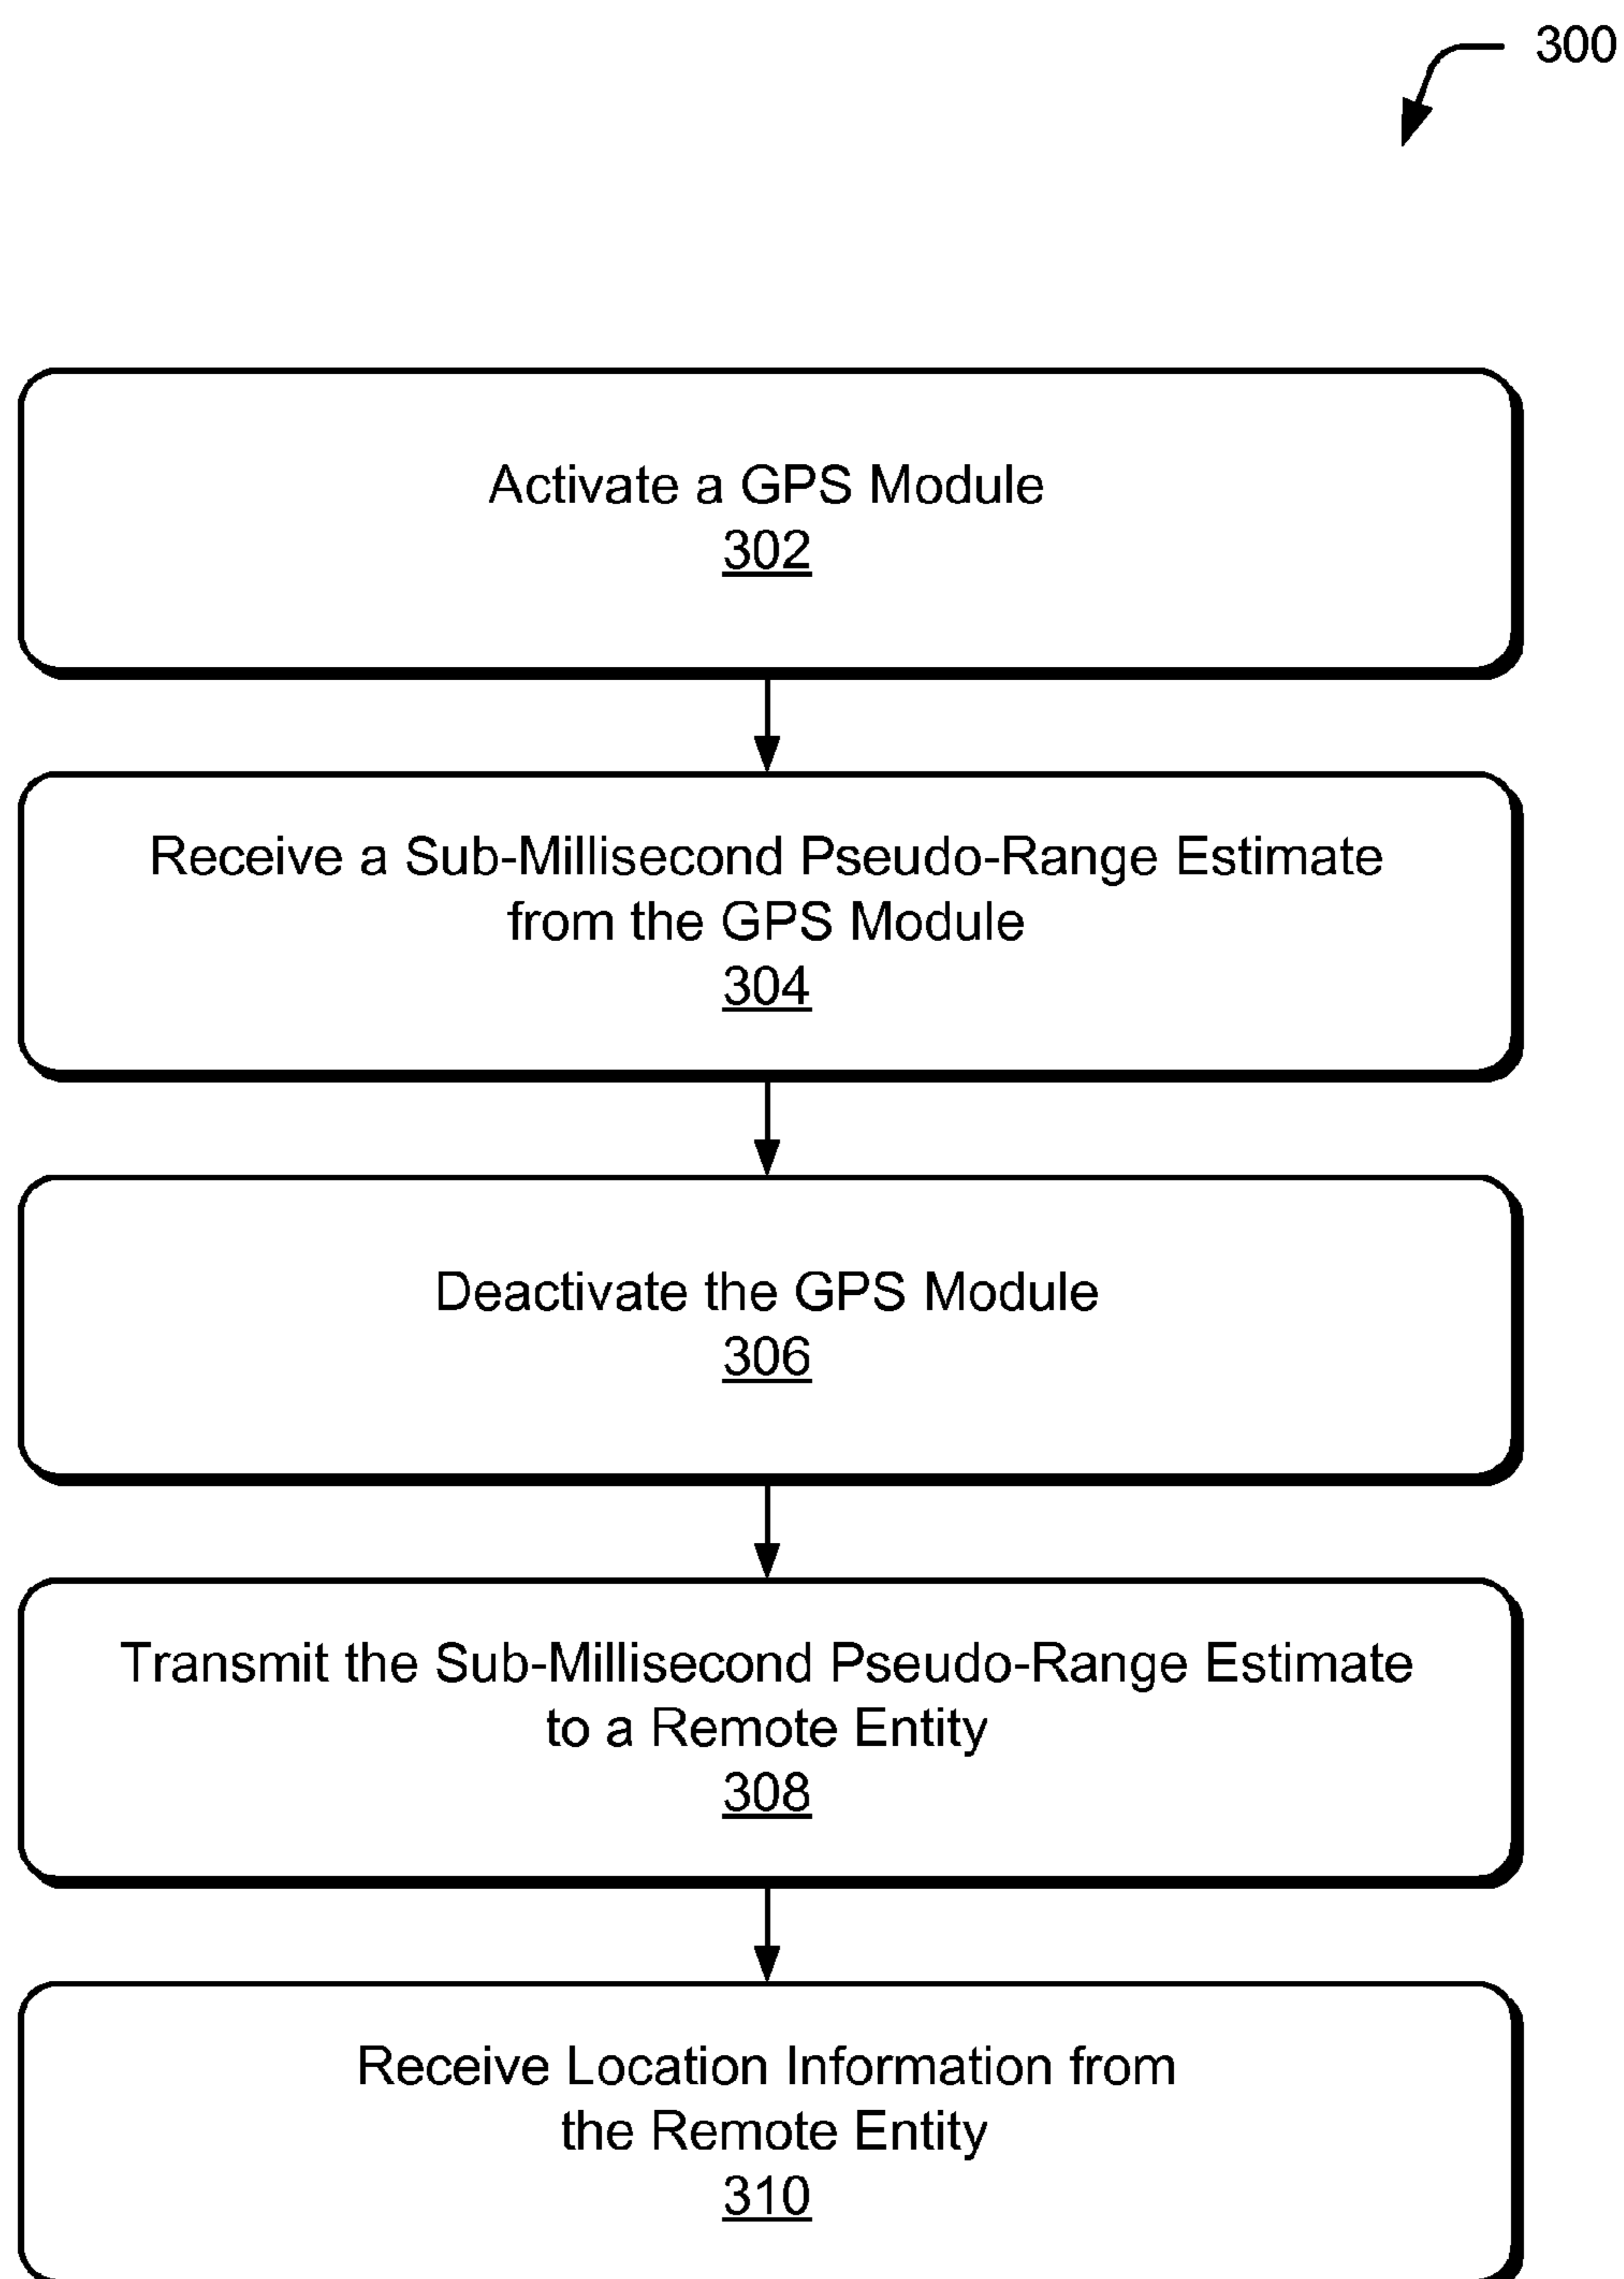 300
Activate a GPS Module
302
Receive a Sub-Millisecond Pseudo-Range Estimate
from the GPS Module
304
Deactivate the GPS Module
306
Transmit the Sub-Millisecond Pseudo-Range Estimate
to a Remote Entity
308
Receive Location Information from
the Remote Entity
310